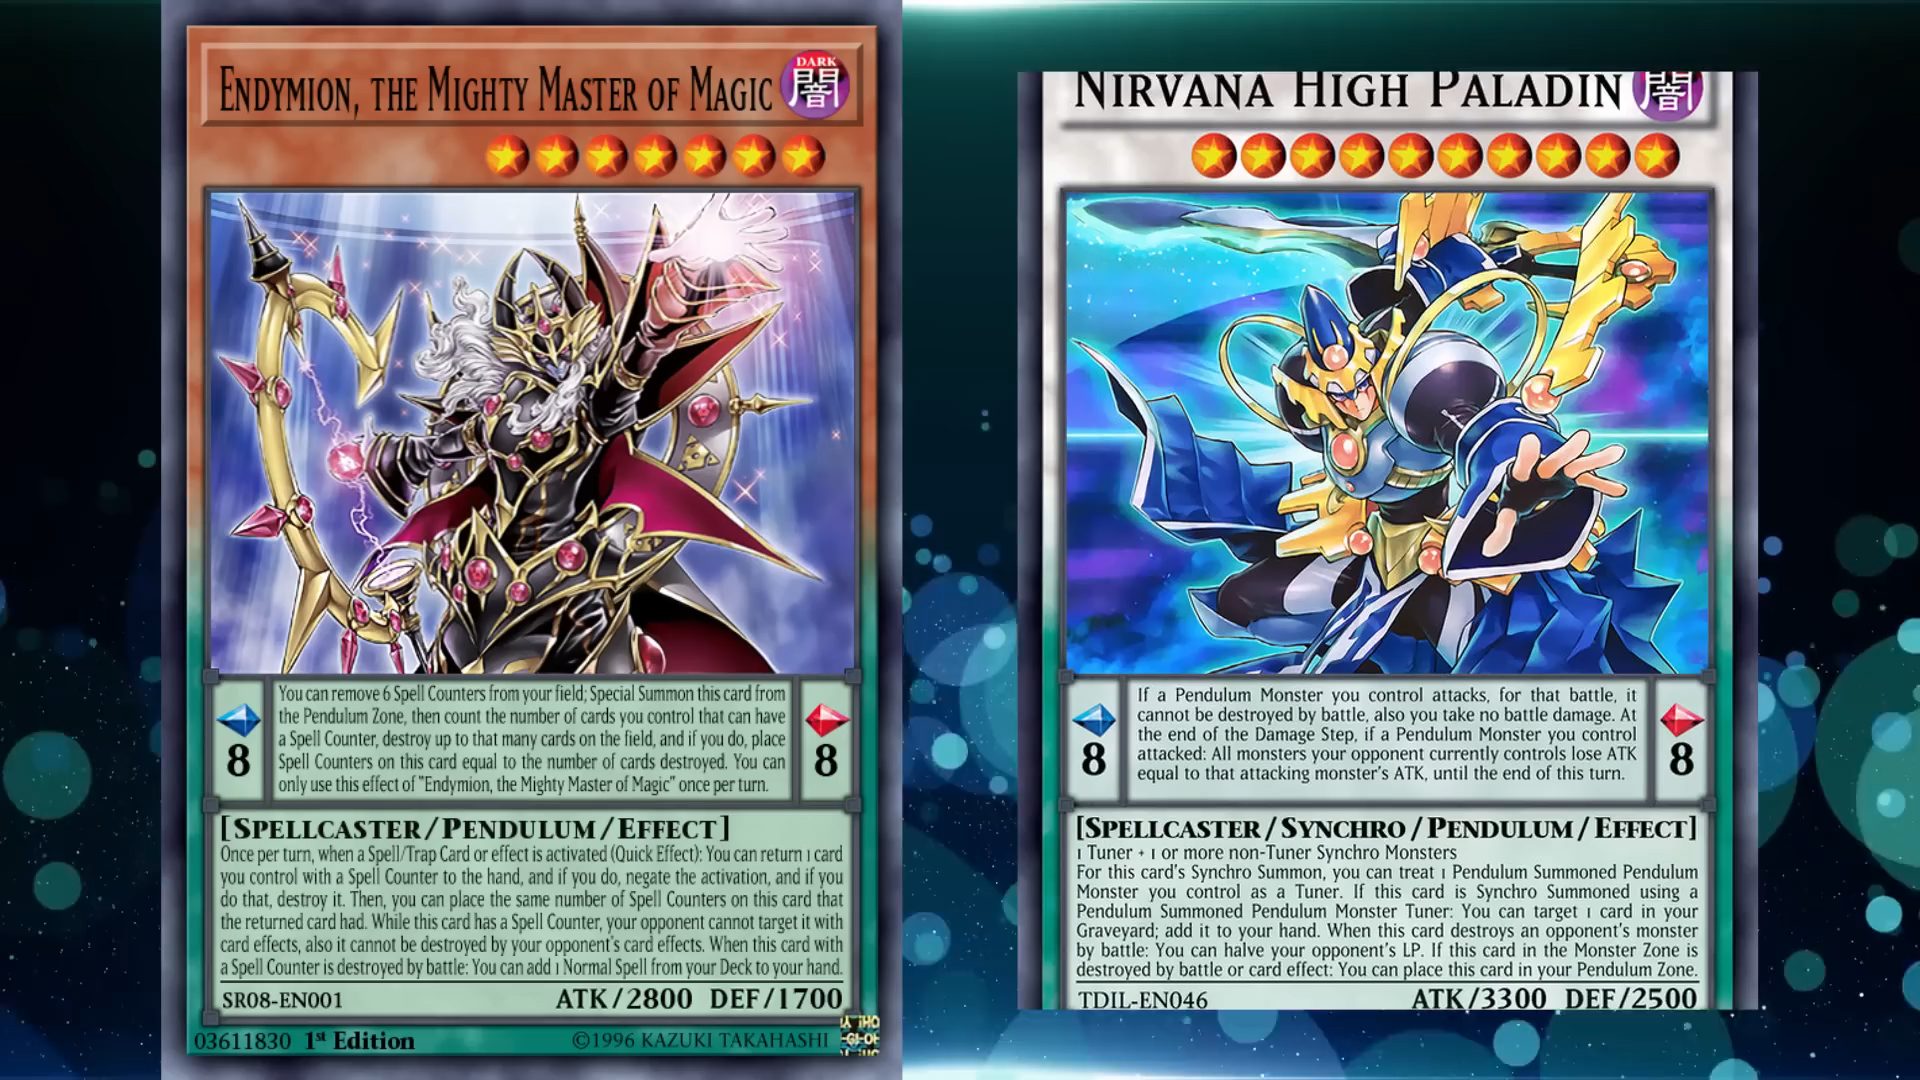 ENDYMION, THE MIGHTY MASTER OF MAGIC
DARK
闇
You can remove 6 Spell Counters from your field; Special Summon this card from
the Pendulum Zone, then count the number of cards you control that can have
a Spell Counter, destroy up to that many cards on the field, and if you do, place
Spell Counters on this card equal to the number of cards destroyed. You can
only use this effect of "Endymion, the Mighty Master of Magic" once per turn.
8
8
[SPELLCASTER/PENDULUM/EFFECT]
Once per turn, when a Spell/Trap Card or effect is activated (Quick Effect): You can return 1 card
you control with a Spell Counter to the hand, and if you do, negate the activation, and if you
do that, destroy it. Then, you can place the same number of Spell Counters on this card that
the returned card had. While this card has a Spell Counter, your opponent cannot target it with
card effects, also it cannot be destroyed by your opponent's card effects. When this card with
a Spell Counter is destroyed by battle: You can add 1 Normal Spell from your Deck to your hand.
SR08-EN001
ATK/2800 DEF/1700
03611830 1st Edition
©1996 KAZUKI TAKAHASHI
NIRVANA HIGH PALADIN
闇
If a Pendulum Monster you control attacks, for that battle, it
cannot be destroyed by battle, also you take no battle damage. At
the end of the Damage Step, if a Pendulum Monster you control
attacked: All monsters your opponent currently controls lose ATK
equal to that attacking monster's ATK, until the end of this turn.
8
8
[SPELLCASTER/SYNCHRO/PENDULUM/EFFECT]
1 Tuner + 1 or more non-Tuner Synchro Monsters
For this card's Synchro Summon, you can treat 1 Pendulum Summoned Pendulum
Monster you control as a Tuner. If this card is Synchro Summoned using a
Pendulum Summoned Pendulum Monster Tuner: You can target 1 card in your
Graveyard; add it to your hand. When this card destroys an opponent's monster
by battle: You can halve your opponent's LP. If this card in the Monster Zone is
destroyed by battle or card effect: You can place this card in your Pendulum Zone.
TDIL-EN046
ATK/3300 DEF/2500